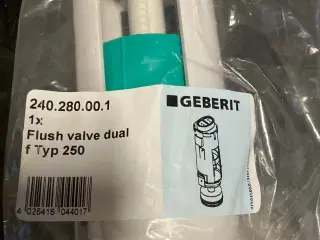 240.280.00.1
1x
Flush valve dual
f Typ 250
GEBERIT
4 025416 044017